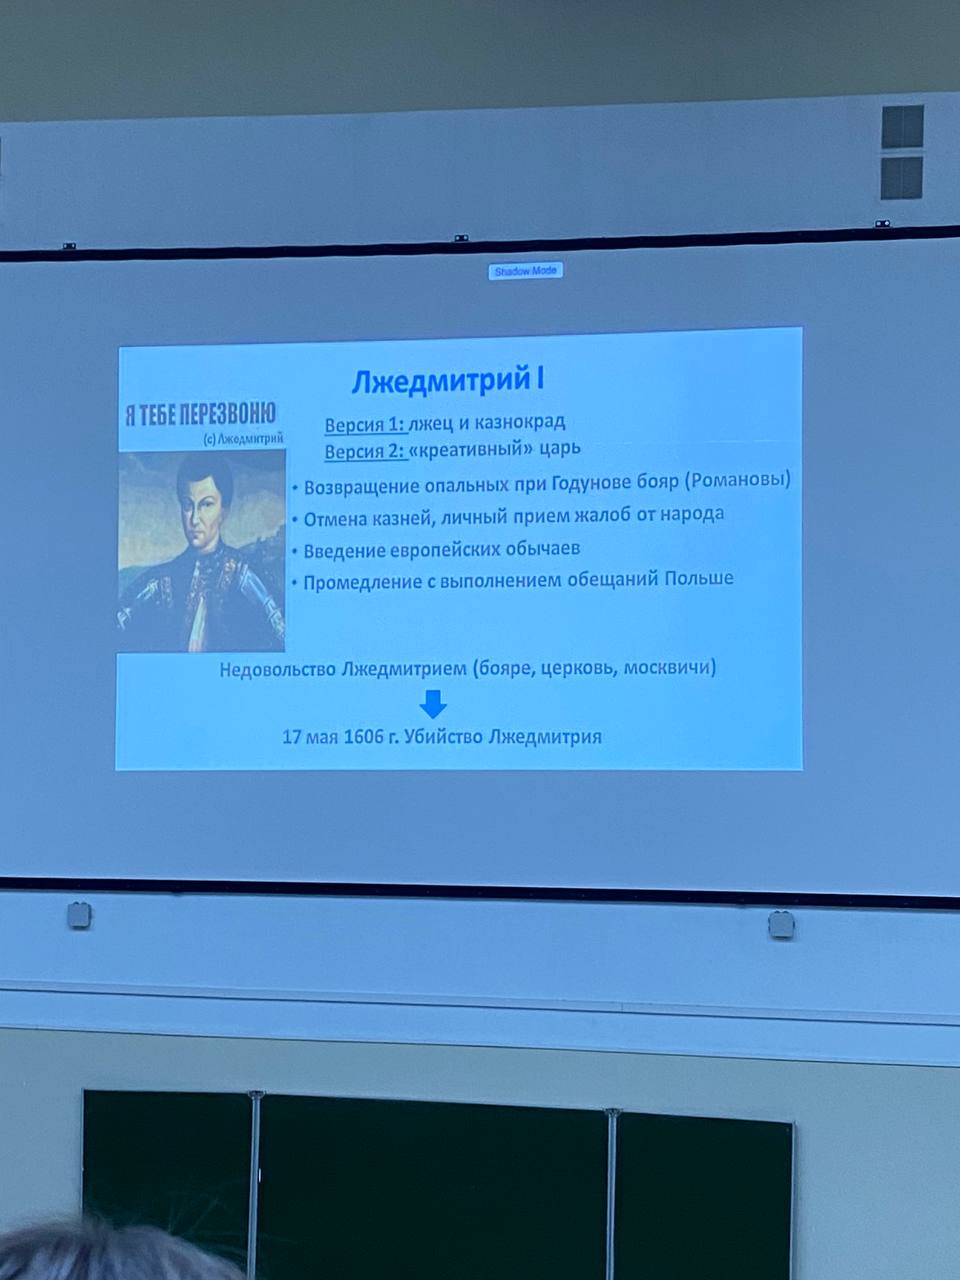 Shadow Mode
Лжедмитрий I
Я ТЕБЕ ПЕРЕЗВОНЮ
(с) Лжедмитрий
Версия 1: лжец и казнокрад
Версия 2: «креативный» царь
• Возвращение опальных при Годунове бояр (Романовы)
• Отмена казней, личный прием жалоб от народа
• Введение европейских обычаев
• Промедление с выполнением обещаний Польше
Недовольство Лжедмитрием (бояре, церковь, москвичи)
17 мая 1606 г. Убийство Лжедмитрия